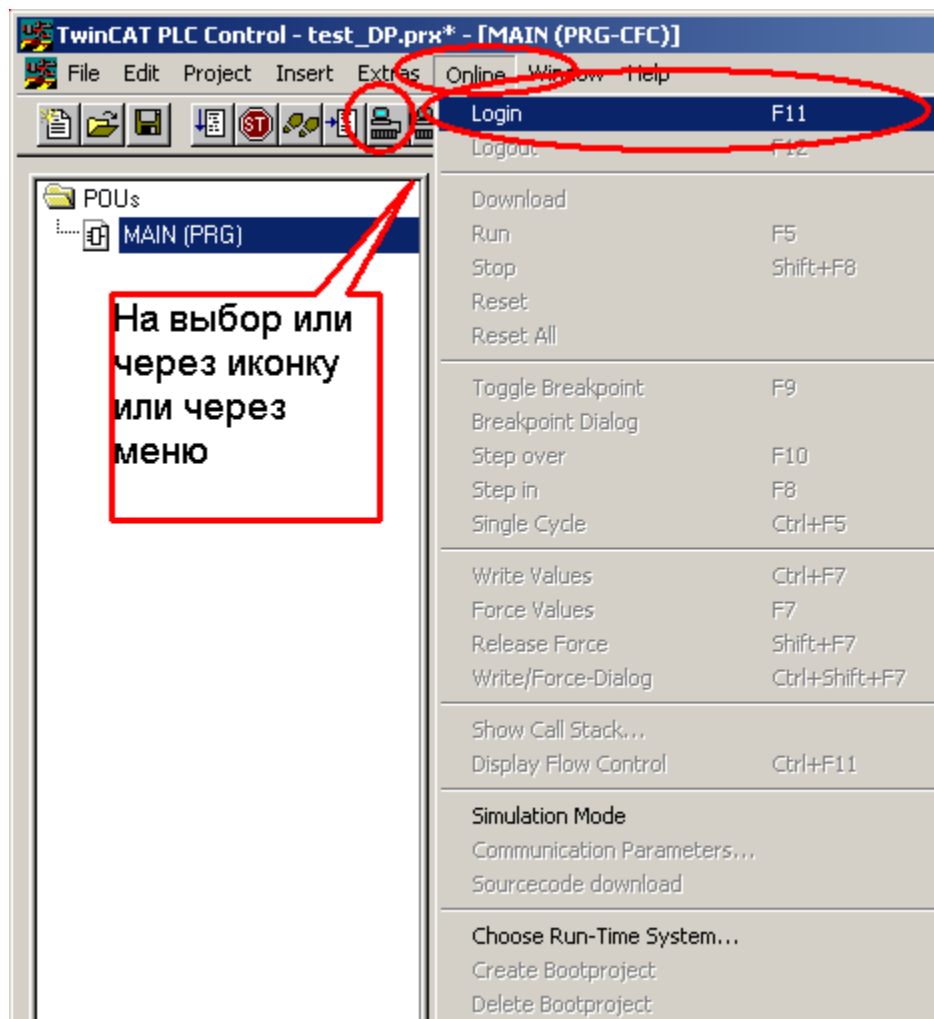 TwinCAT PLC Control - test_DP.prx* - [MAIN (PRG-CFC)]
File Edit Project Insert Extras Online Window Help
ST
Login F11
Logout F12
POUs
MAIN (PRG)
На выбор или
через иконку
или через
меню
Download
Run F5
Stop Shift+F8
Reset
Reset All
Toggle Breakpoint F9
Breakpoint Dialog
Step over F10
Step in F8
Single Cycle Ctrl+F5
Write Values Ctrl+F7
Force Values F7
Release Force Shift+F7
Write/Force-Dialog Ctrl+Shift+F7
Show Call Stack...
Display Flow Control Ctrl+F11
Simulation Mode
Communication Parameters...
Sourcecode download
Choose Run-Time System...
Create Bootproject
Delete Bootproject